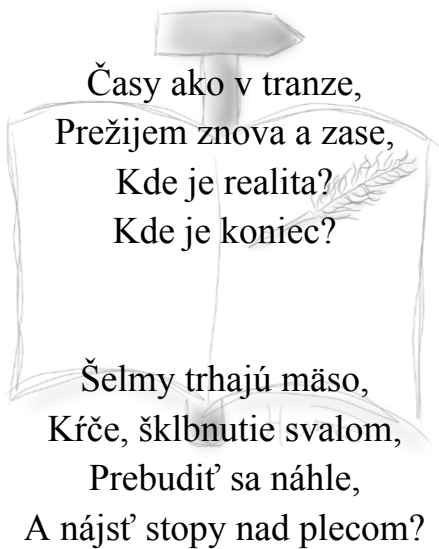 Časy ako v tranze,
Prežijem znova a zase,
Kde je realita?
Kde je koniec?
Šelmy trhajú mäso,
Kŕče, šklbnutie svalom,
Prebudiť sa náhle,
A nájsť stopy nad plecom?